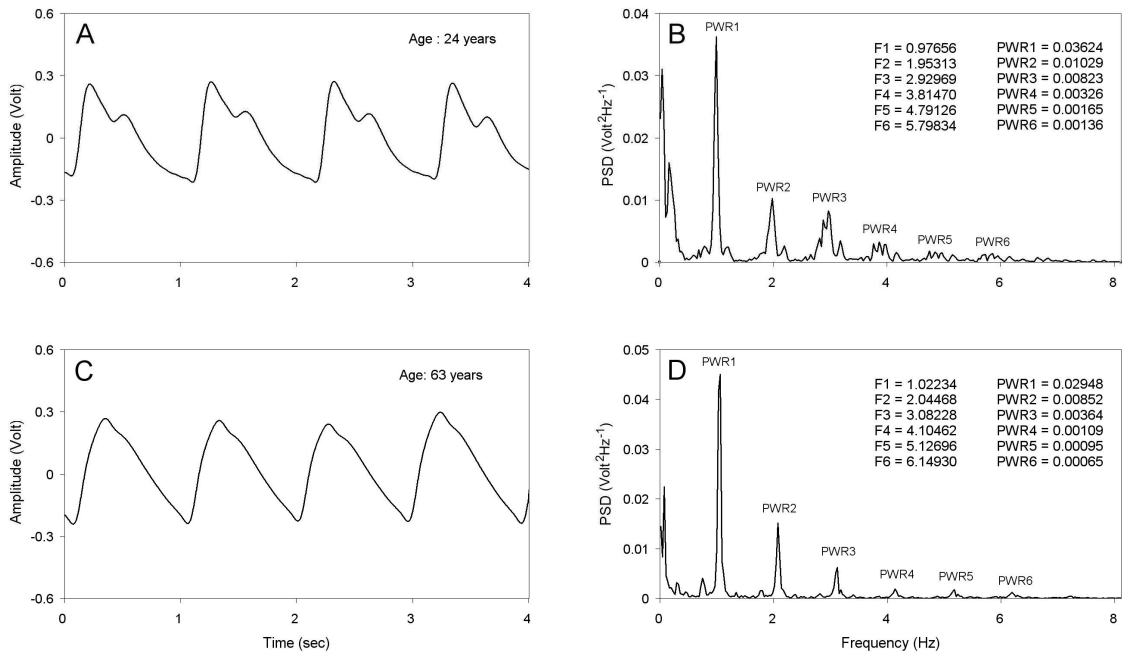 A
Age : 24 years
Amplitude (Volt)
0.6
0.3
0
-0.3
-0.6
0 1 2 3 4
B
PWR1
F1 = 0.97656 PWR1 = 0.03624
F2 = 1.95313 PWR2 = 0.01029
F3 = 2.92969 PWR3 = 0.00823
F4 = 3.81470 PWR4 = 0.00326
F5 = 4.79126 PWR5 = 0.00165
F6 = 5.79834 PWR6 = 0.00136
PWR2 PWR3 PWR4 PWR5 PWR6
PSD (Volt²Hz⁻¹)
0.04
0.03
0.02
0.01
0
0 2 4 6 8
C
Age: 63 years
Amplitude (Volt)
0.6
0.3
0
-0.3
-0.6
0 1 2 3 4
Time (sec)
D
PWR1
F1 = 1.02234 PWR1 = 0.02948
F2 = 2.04468 PWR2 = 0.00852
F3 = 3.08228 PWR3 = 0.00364
F4 = 4.10462 PWR4 = 0.00109
F5 = 5.12696 PWR5 = 0.00095
F6 = 6.14930 PWR6 = 0.00065
PWR2 PWR3 PWR4 PWR5 PWR6
PSD (Volt²Hz⁻¹)
0.05
0.04
0.03
0.02
0.01
0
0 2 4 6 8
Frequency (Hz)